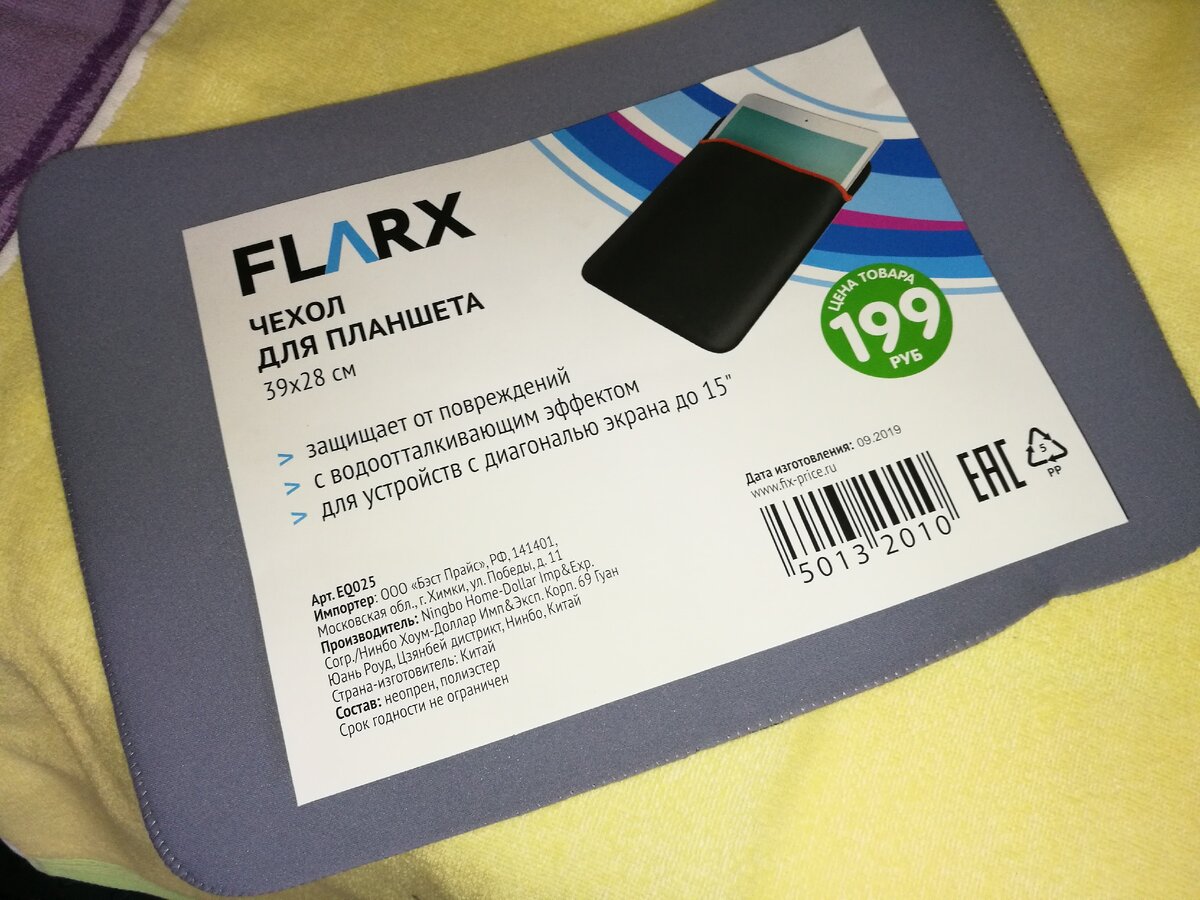 FLARX
ЧЕХОЛ
ДЛЯ ПЛАНШЕТА
39х28 см
> защищает от повреждений
> с водоотталкивающим эффектом
> для устройств с диагональю экрана до 15"
ЦЕНА ТОВАРА
199
РУБ
Дата изготовления: 09.2019
www.fix-price.ru
5013 2010
EAC
5
PP
Арт. EQ025
Импортер: ООО «Бэст Прайс», РФ, 141401,
Московская обл., г. Химки, ул. Победы, д. 11
Производитель: Ningbo Home-Dollar Imp&Exp.
Corp./Нинбо Хоум-Доллар Имп&Эксп. Корп. 69 Гуан
Юань Роуд, Цзянбей дистрикт, Нинбо, Китай
Страна-изготовитель: Китай
Состав: неопрен, полиэстер
Срок годности не ограничен